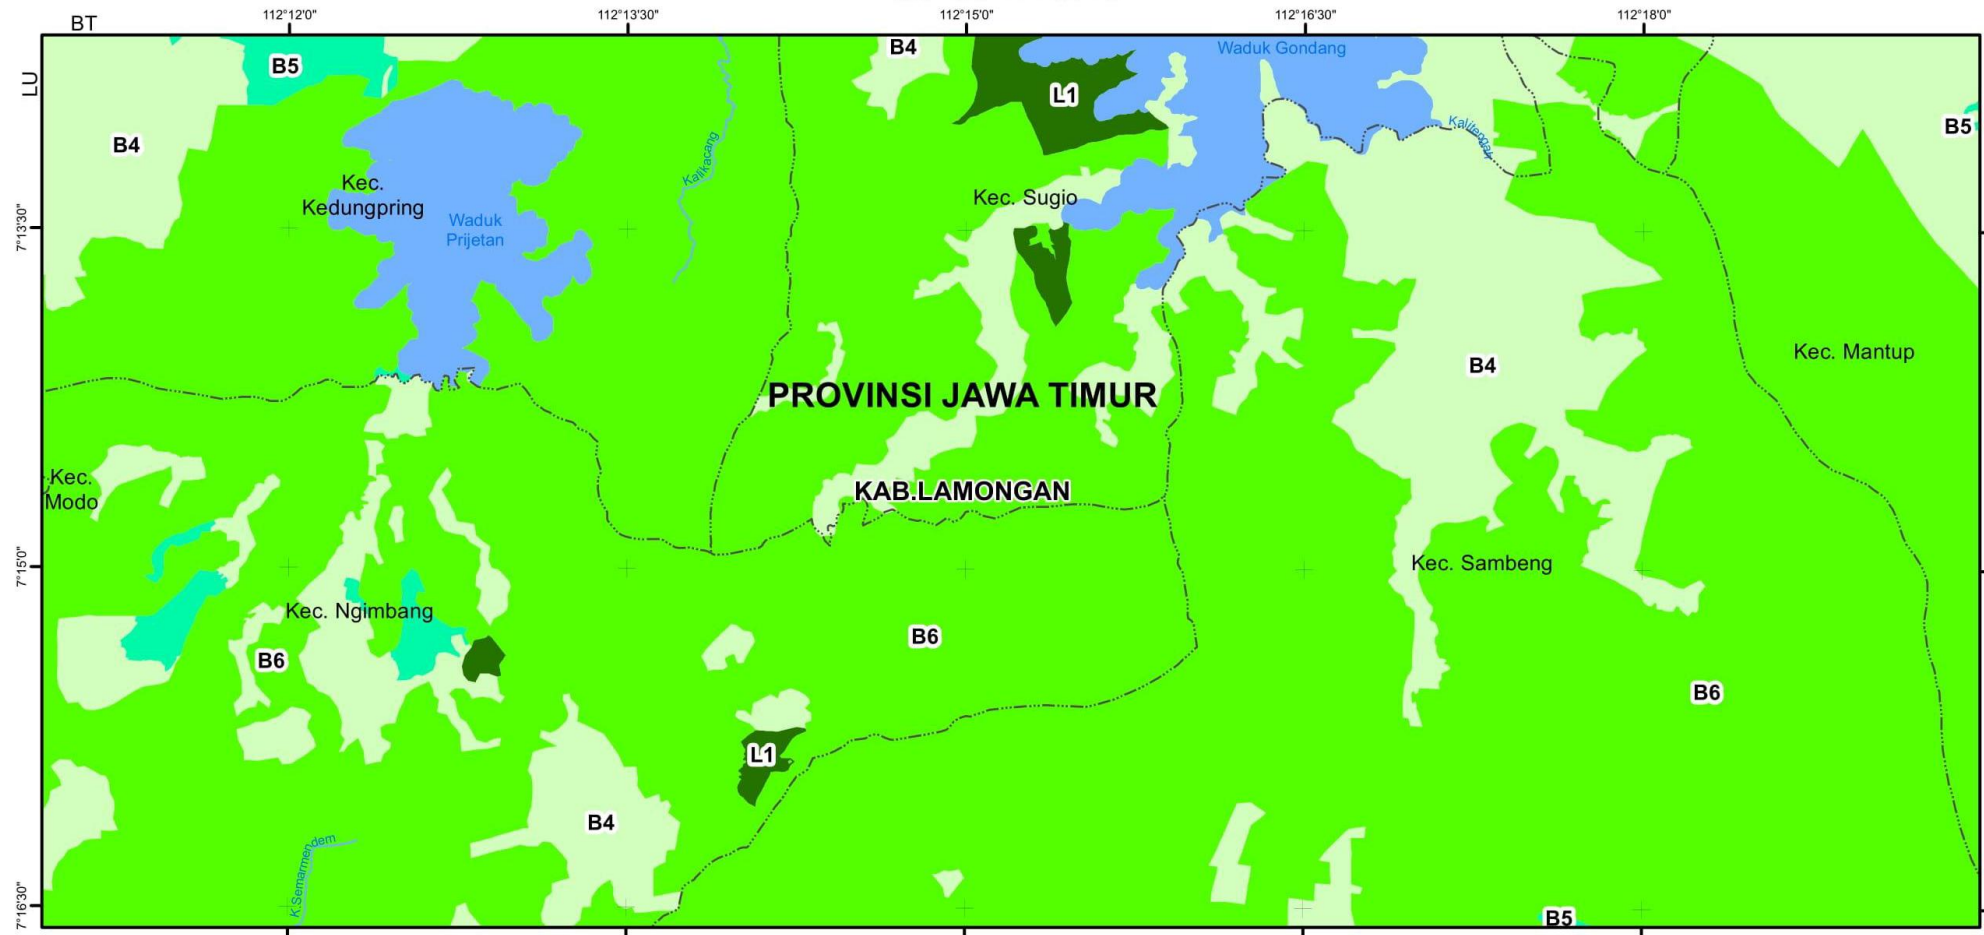 BT
112°12'0"
112°13'30"
112°15'0"
112°16'30"
112°18'0"
LU
B5
B4
Waduk Gondang
L1
B4
B5
Kalitengah
Kalikacang
Kec.
Kedungpring
Kec. Sugio
Waduk
Prijetan
7°13'30"
Kec. Mantup
B4
PROVINSI JAWA TIMUR
Kec.
Modo
KAB.LAMONGAN
7°15'0"
Kec. Sambeng
Kec. Ngimbang
B6
B6
B6
L1
B4
K.Semarmendem
7°16'30"
B5